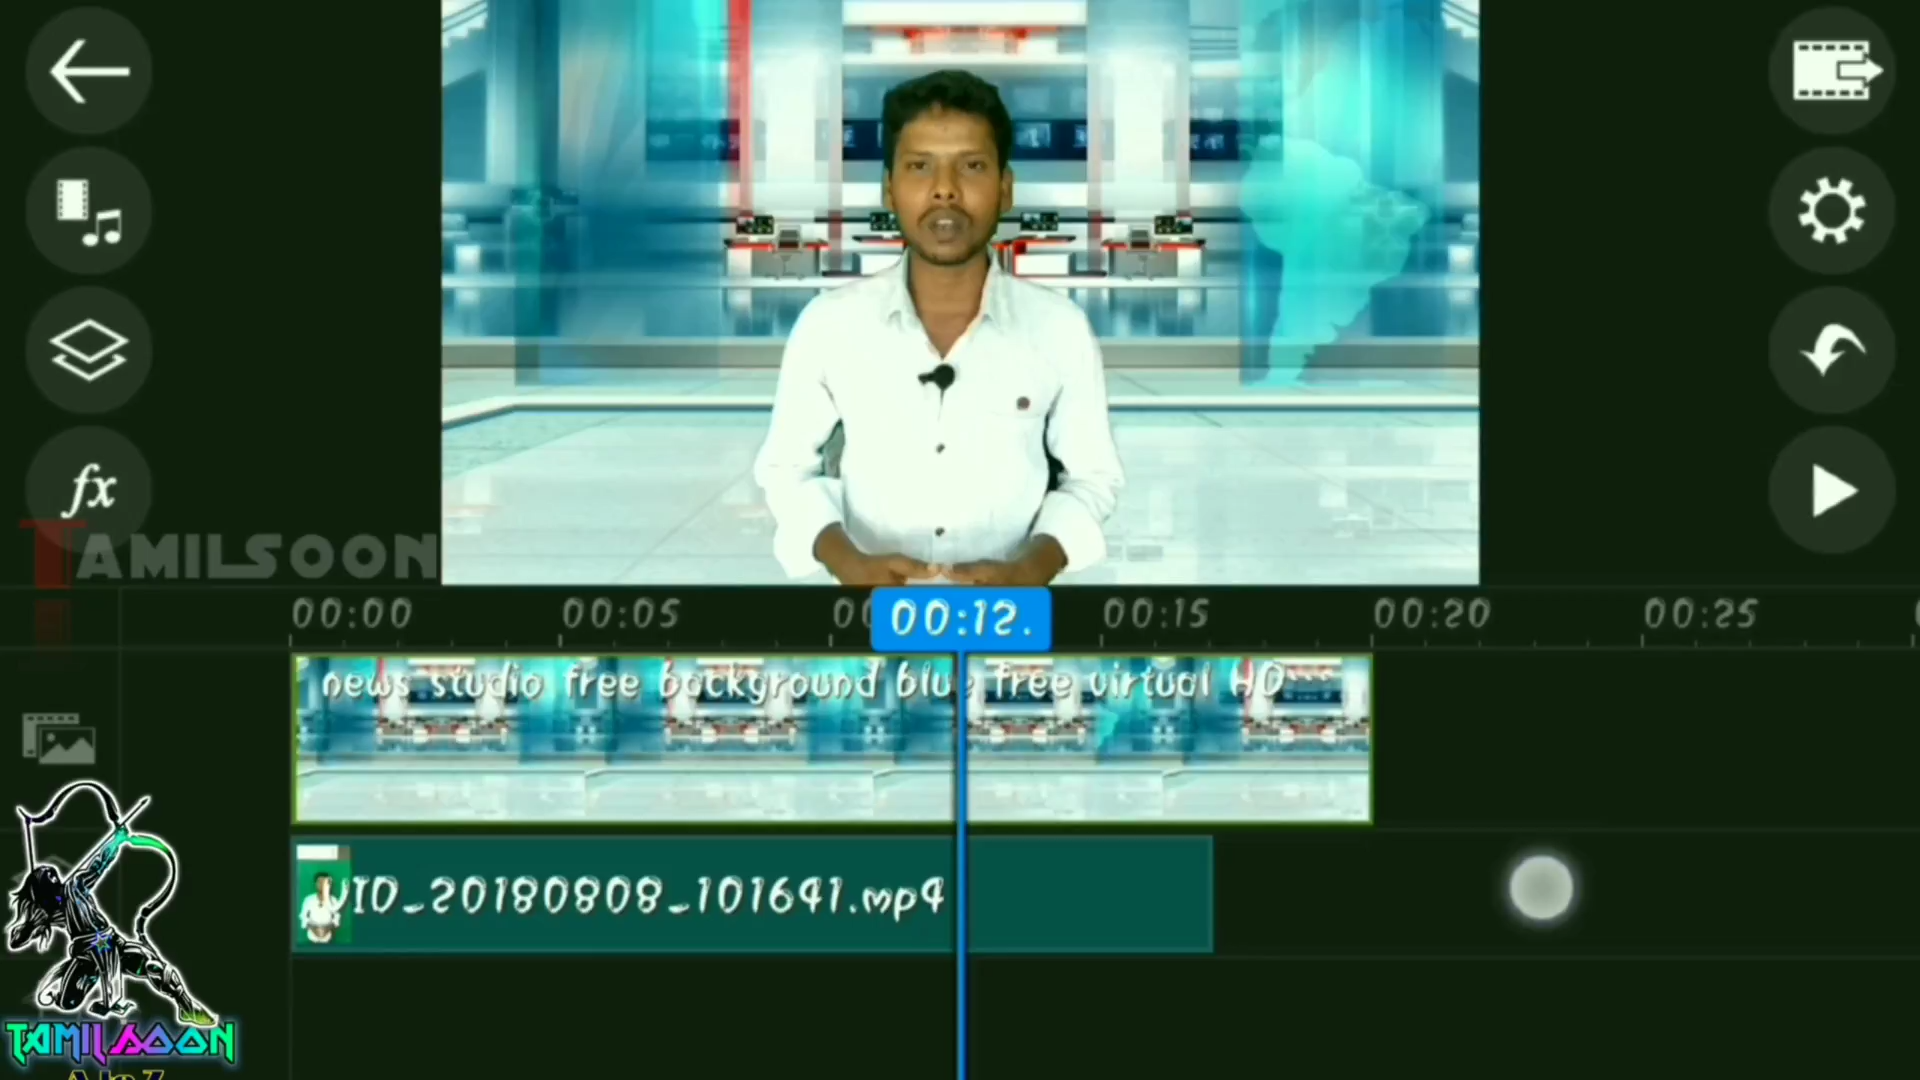 fx
TAMILSOON
00:00
00:05
00:12.
00:15
00:20
00:25
news studio free background blue free virtual HD
VID_20180808_101641.mp4
TAMILSOON